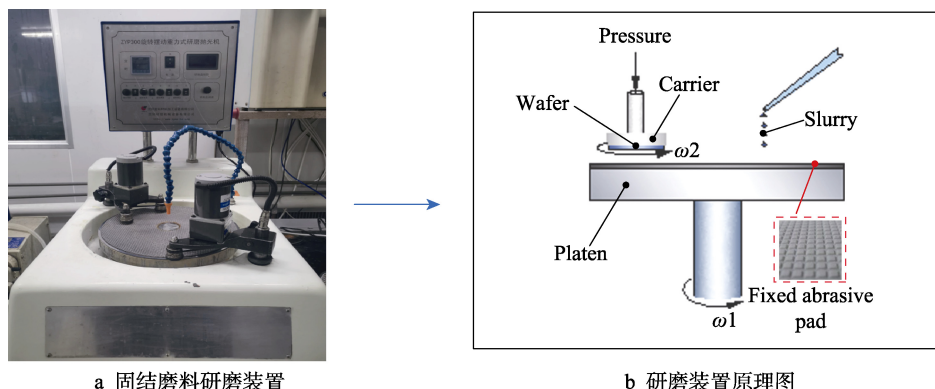 Pressure
Carrier
Wafer
Slurry
ω2
Platen
Fixed abrasive
pad
ω1
a 固结磨料研磨装置
b 研磨装置原理图